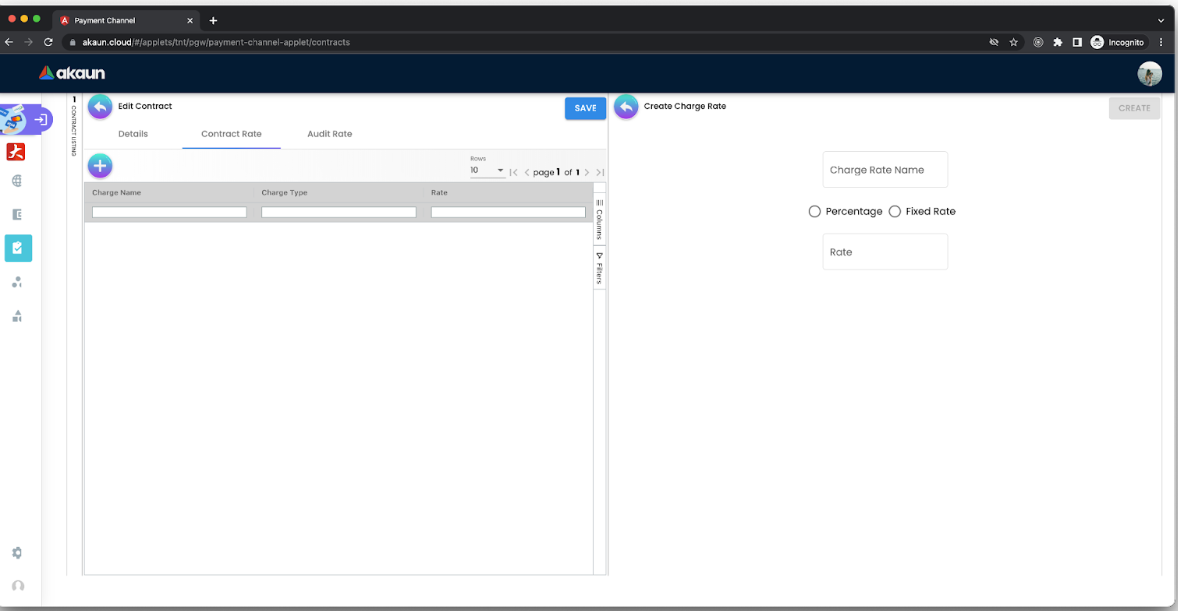 Payment Channel
akaun.cloud/#/applets/tnt/pgw/payment-channel-applet/contracts
Incognito
akaun
1 CONTRACT LISTING
Edit Contract
SAVE
Details
Contract Rate
Audit Rate
Rows
10
page 1 of 1
Charge Name
Charge Type
Rate
Columns
Filters
Create Charge Rate
CREATE
Charge Rate Name
Percentage
Fixed Rate
Rate